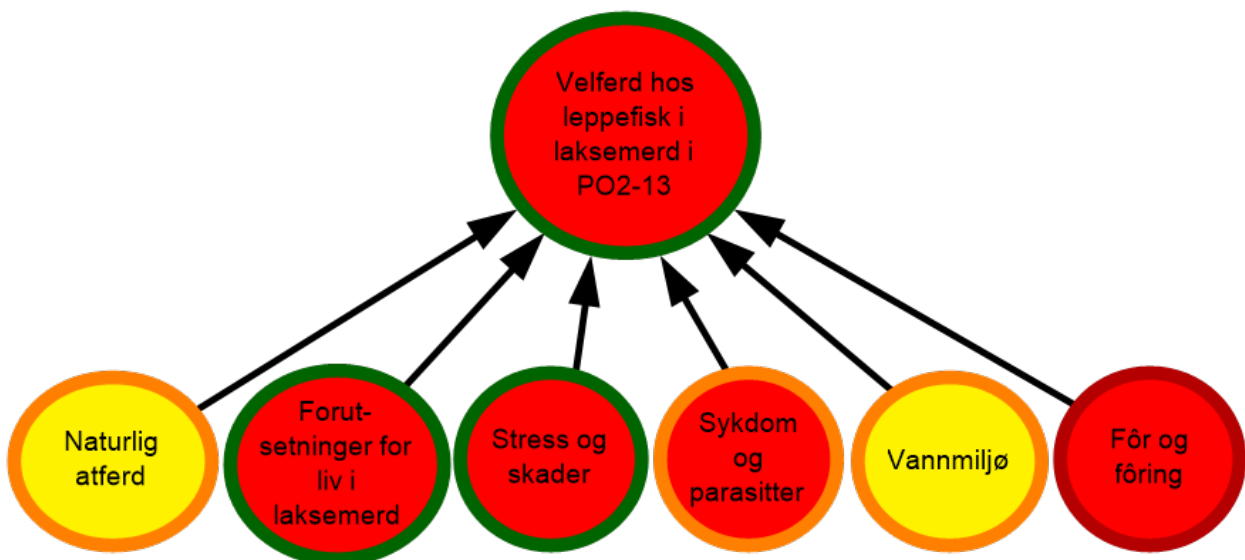 Velferd hos
leppefisk i
laksemerd i
PO2-13
Naturlig
atferd
Forut-
setninger for
liv i
laksemerd
Stress og
skader
Sykdom
og
parasitter
Vannmiljø
Fôr og
fôring